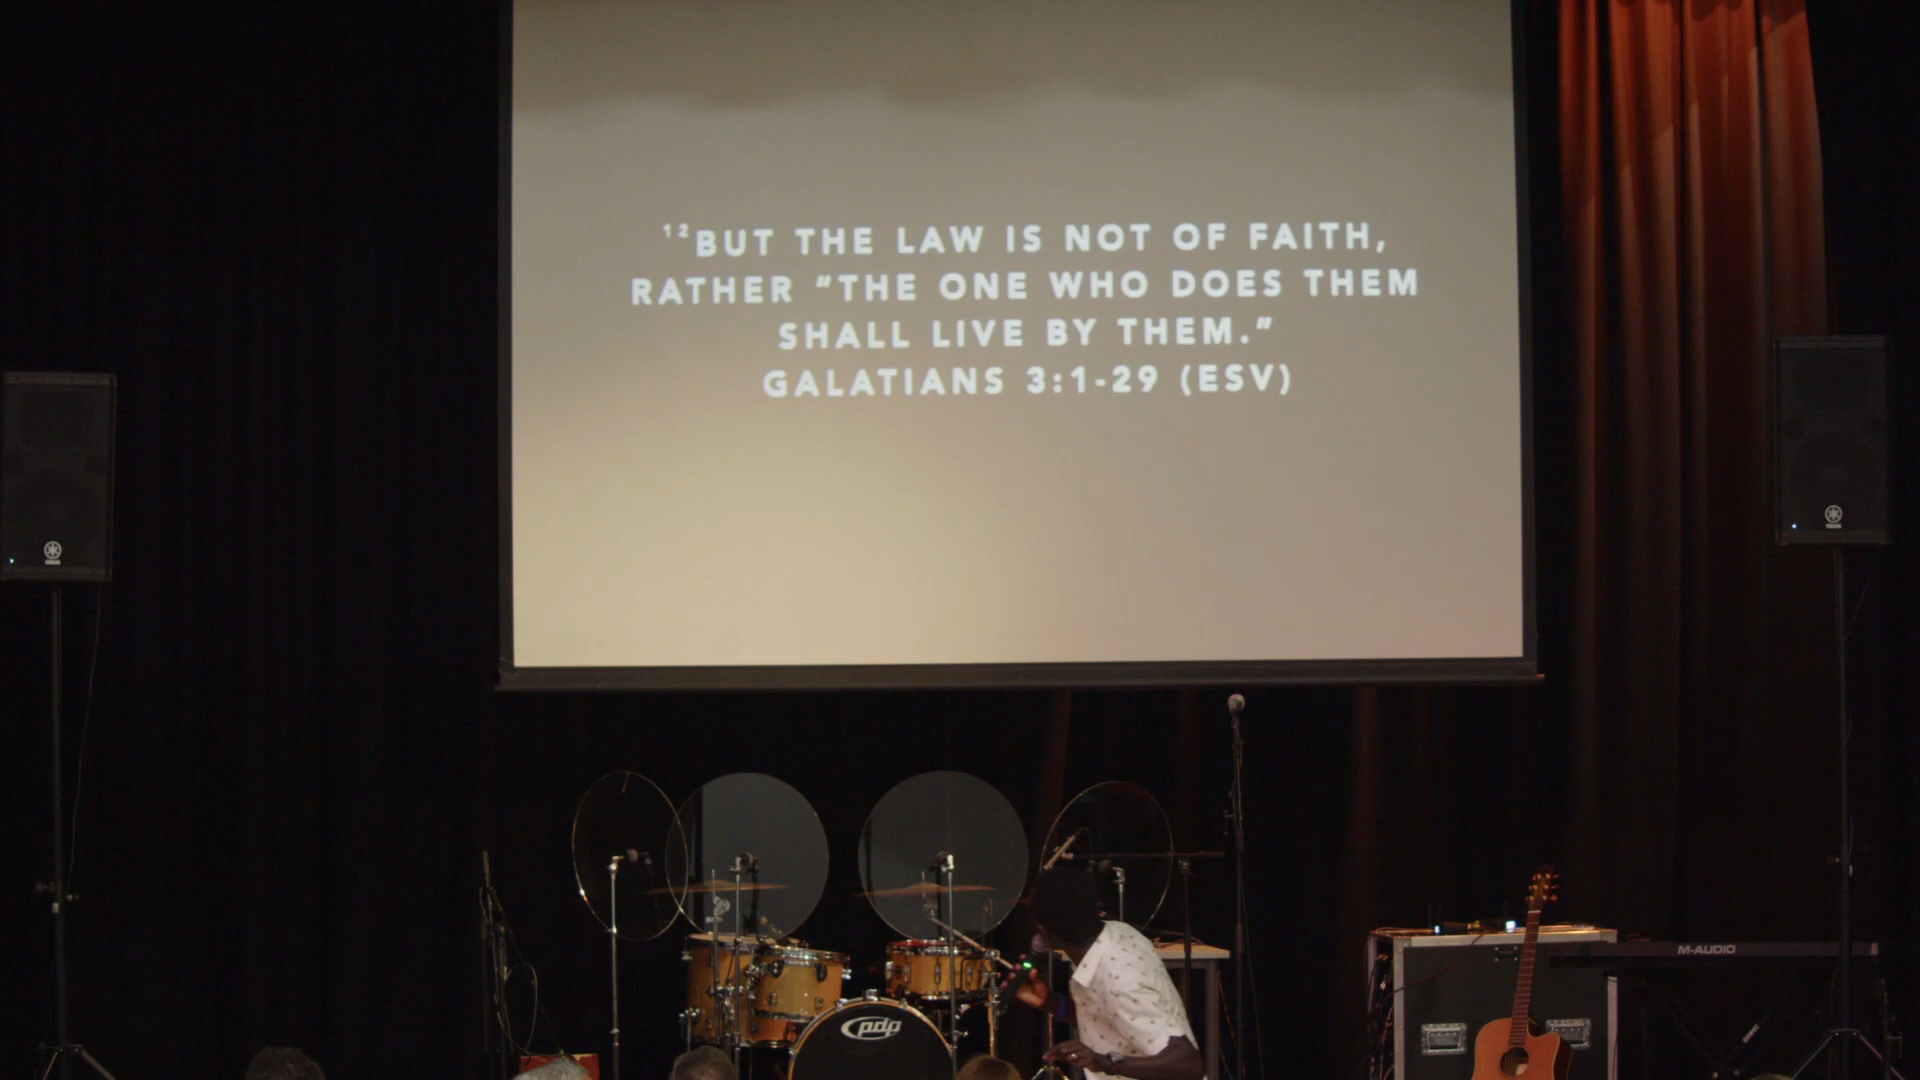 ¹²BUT THE LAW IS NOT OF FAITH,
RATHER “THE ONE WHO DOES THEM
SHALL LIVE BY THEM.”
GALATIANS 3:1-29 (ESV)
M-AUDIO
pdp